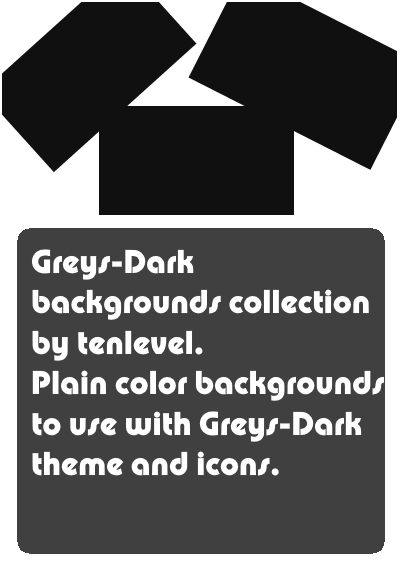 Greys-Dark
backgrounds collection
by tenlevel.
Plain color backgrounds
to use with Greys-Dark
theme and icons.